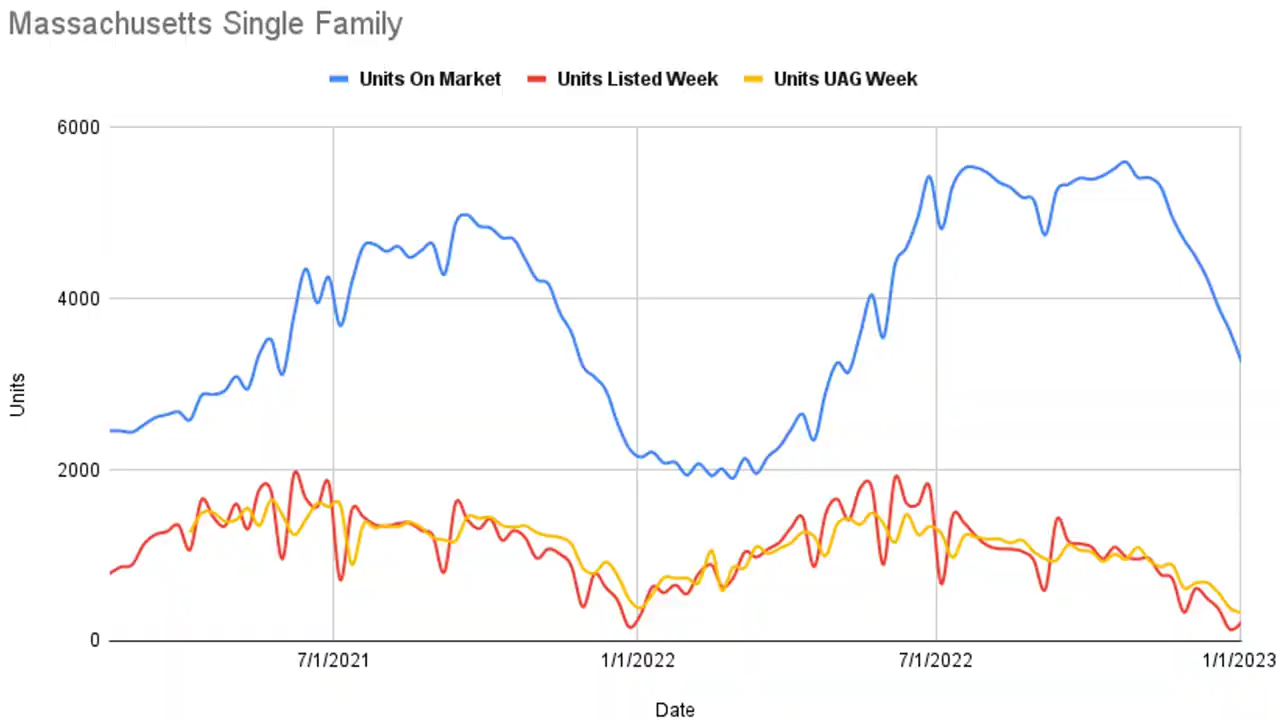 Massachusetts Single Family
Units On Market Units Listed Week Units UAG Week
6000
4000
2000
0
Units
7/1/2021 1/1/2022 7/1/2022 1/1/2023
Date